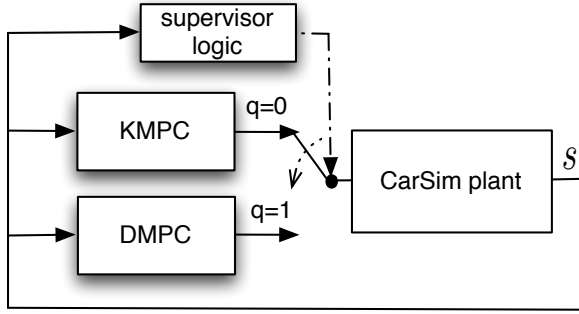 supervisor
logic
q=0
KMPC
CarSim plant
s
q=1
DMPC